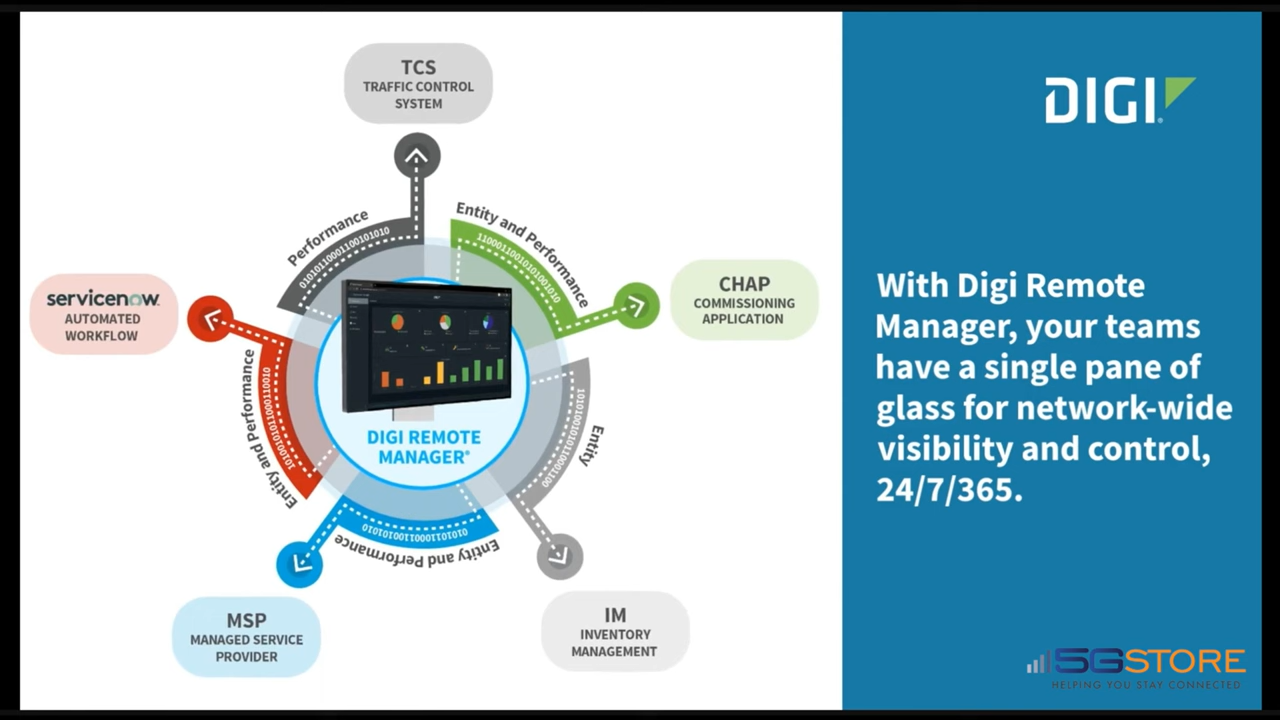 TCS
TRAFFIC CONTROL
SYSTEM
Performance
01010110001100101010
Entity and Performance
110001100101010010
servicenow
AUTOMATED
WORKFLOW
CHAP
COMMISSIONING
APPLICATION
Entity and Performance
Entity
DIGI REMOTE
MANAGER®
Entity and Performance
MSP
MANAGED SERVICE
PROVIDER
IM
INVENTORY
MANAGEMENT
DIGI
With Digi Remote
Manager, your teams
have a single pane of
glass for network-wide
visibility and control,
24/7/365.
5GSTORE
HELPING YOU STAY CONNECTED